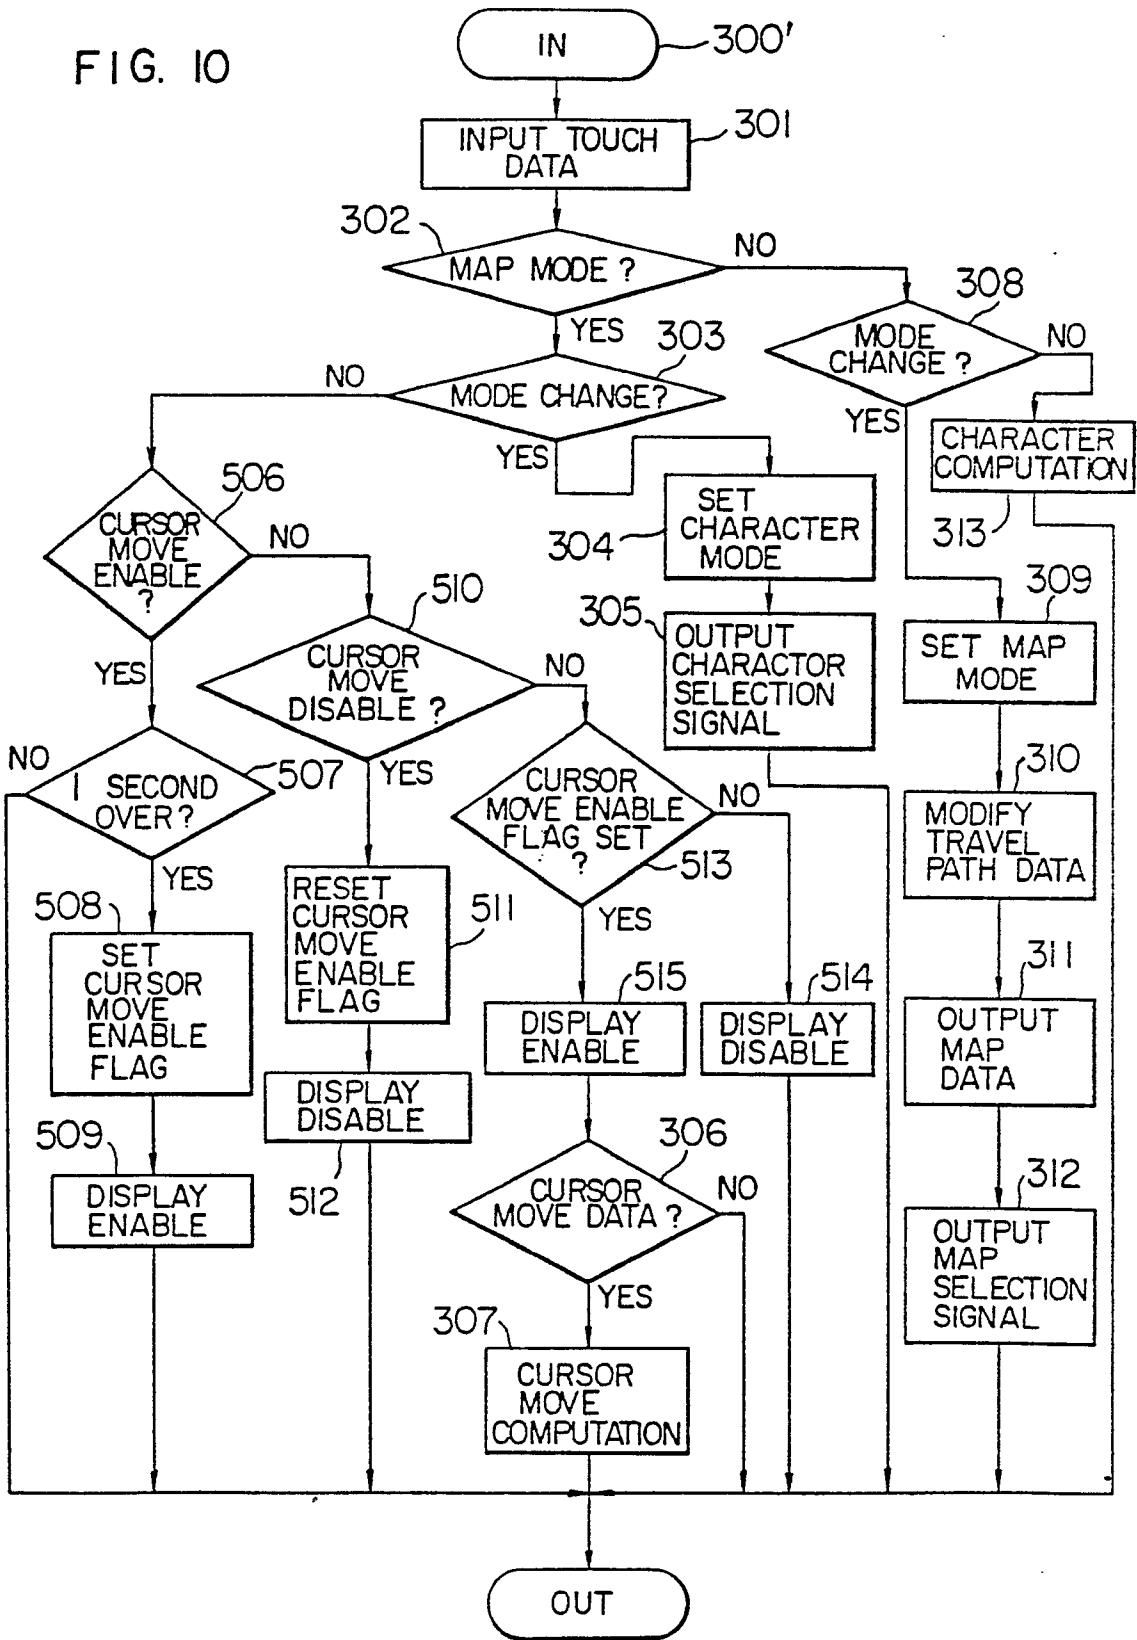 FIG. 10
IN
300'
INPUT TOUCH
DATA
301
302
MAP MODE ?
NO
YES
303
MODE CHANGE?
NO
YES
308
MODE
CHANGE ?
NO
YES
CHARACTER
COMPUTATION
313
506
CURSOR
MOVE
ENABLE
?
NO
YES
SET
CHARACTER
MODE
304
510
CURSOR
MOVE
DISABLE ?
NO
YES
305
OUTPUT
CHARACTOR
SELECTION
SIGNAL
309
SET MAP
MODE
NO
1 SECOND
OVER?
507
YES
CURSOR
MOVE ENABLE
FLAG SET
?
NO
513
YES
310
MODIFY
TRAVEL
PATH DATA
508
SET
CURSOR
MOVE
ENABLE
FLAG
RESET
CURSOR
MOVE
ENABLE
FLAG
511
515
DISPLAY
ENABLE
514
DISPLAY
DISABLE
311
OUTPUT
MAP
DATA
509
DISPLAY
ENABLE
DISPLAY
DISABLE
512
306
CURSOR
MOVE DATA ?
NO
YES
312
OUTPUT
MAP
SELECTION
SIGNAL
307
CURSOR
MOVE
COMPUTATION
OUT